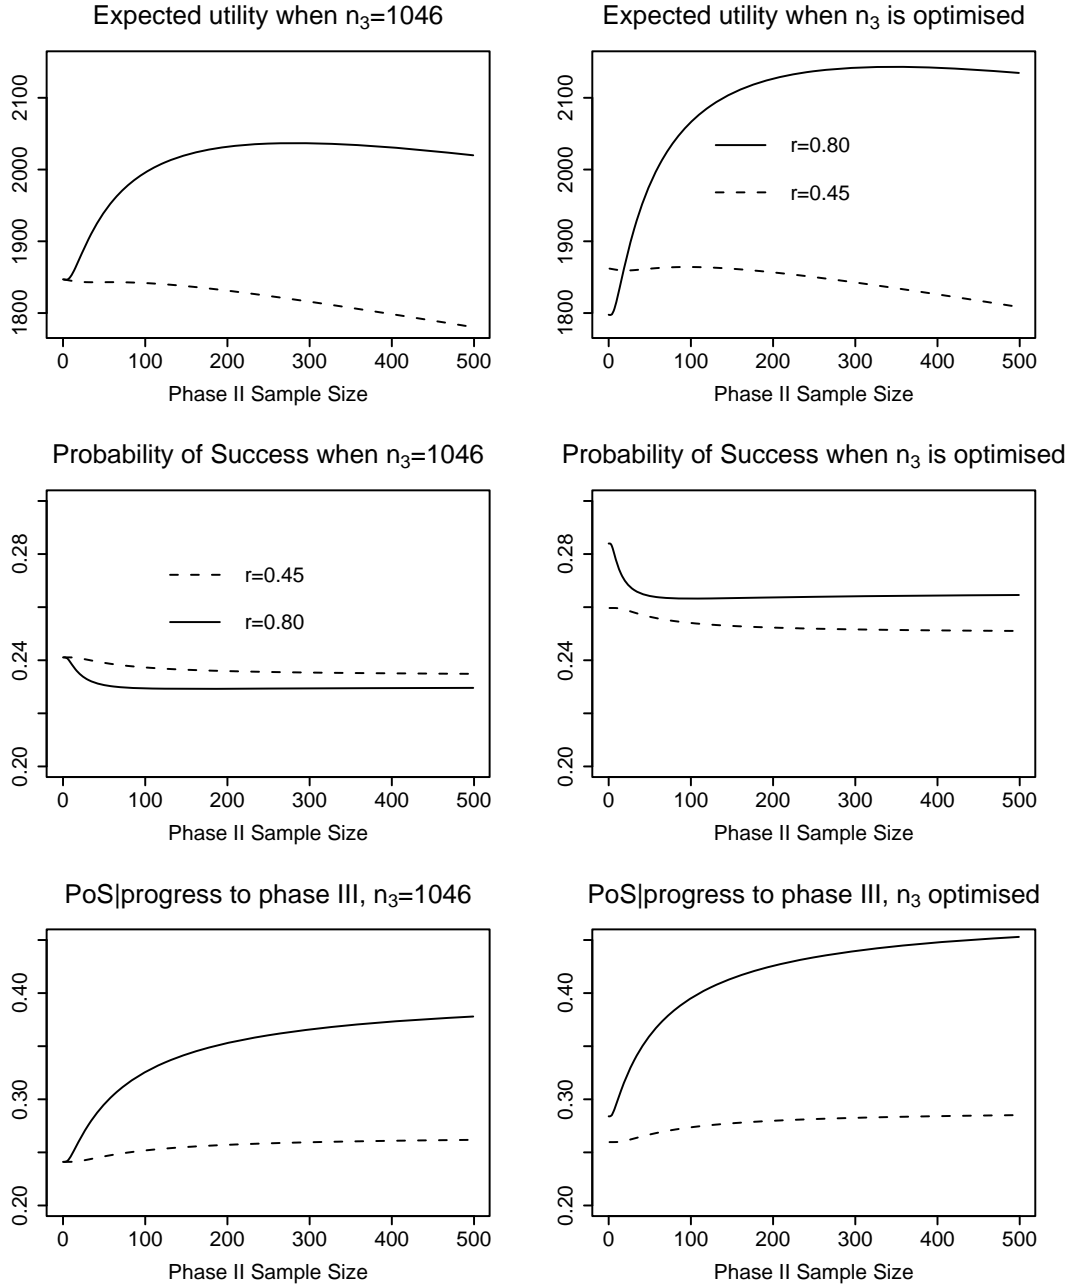 Expected utility when n₃=1046
1800 1900 2000 2100
0 100 200 300 400 500
Phase II Sample Size
Expected utility when n₃ is optimised
1800 1900 2000 2100
r=0.80
r=0.45
0 100 200 300 400 500
Phase II Sample Size
Probability of Success when n₃=1046
0.20 0.24 0.28
r=0.45
r=0.80
0 100 200 300 400 500
Phase II Sample Size
Probability of Success when n₃ is optimised
0.20 0.24 0.28
0 100 200 300 400 500
Phase II Sample Size
PoS|progress to phase III, n₃=1046
0.20 0.30 0.40
0 100 200 300 400 500
Phase II Sample Size
PoS|progress to phase III, n₃ optimised
0.20 0.30 0.40
0 100 200 300 400 500
Phase II Sample Size